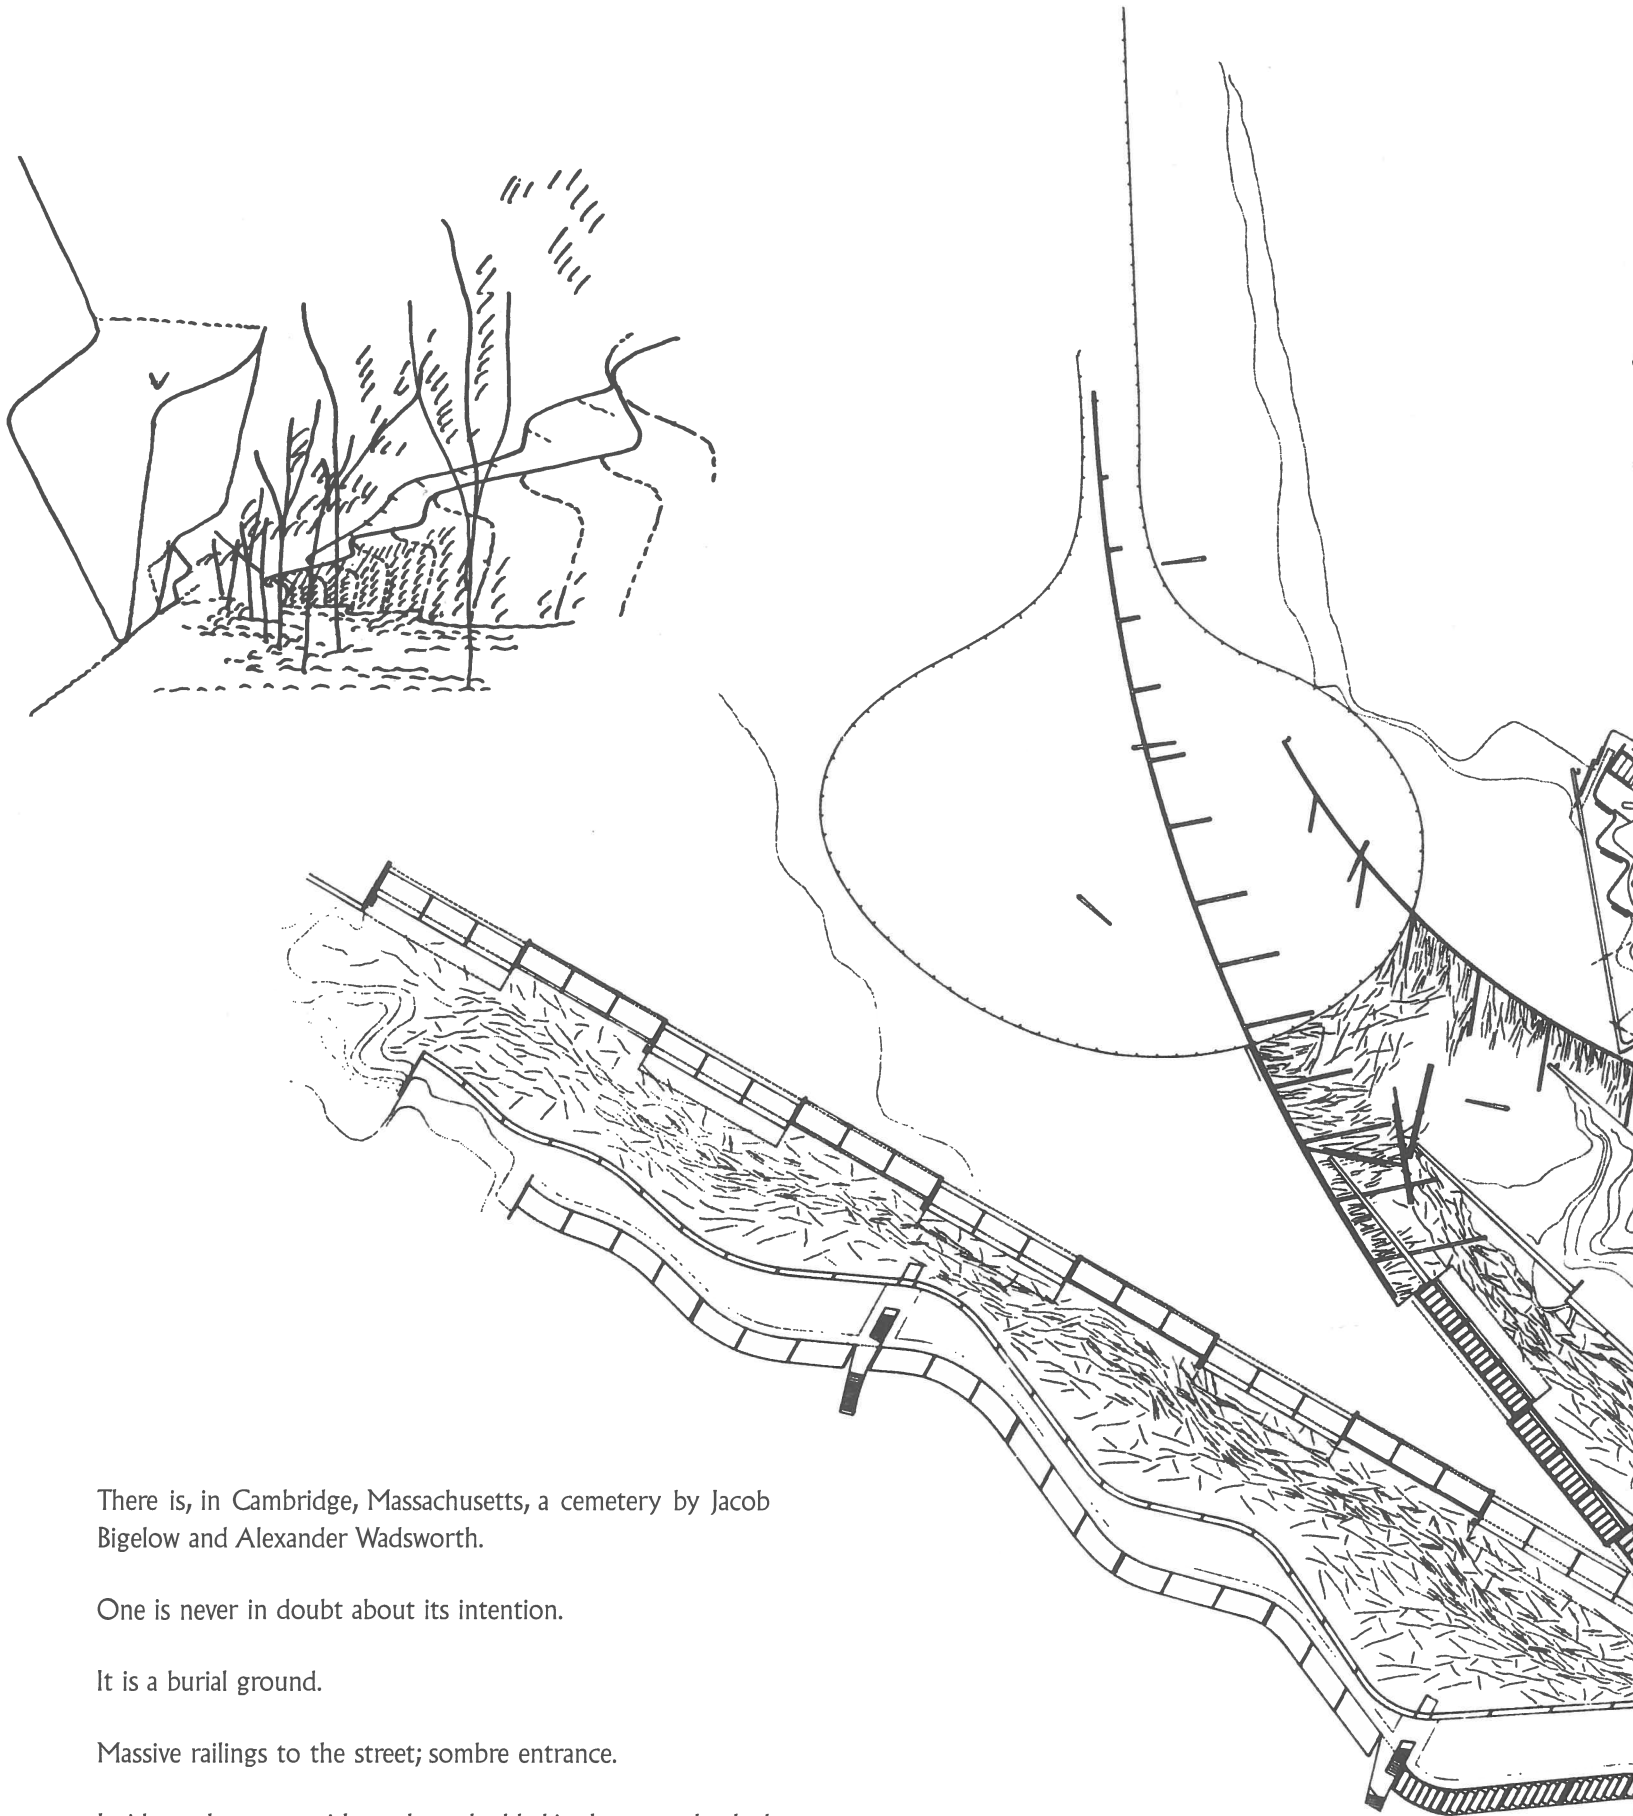 There is, in Cambridge, Massachusetts, a cemetery by Jacob
Bigelow and Alexander Wadsworth.
One is never in doubt about its intention.
It is a burial ground.
Massive railings to the street; sombre entrance.